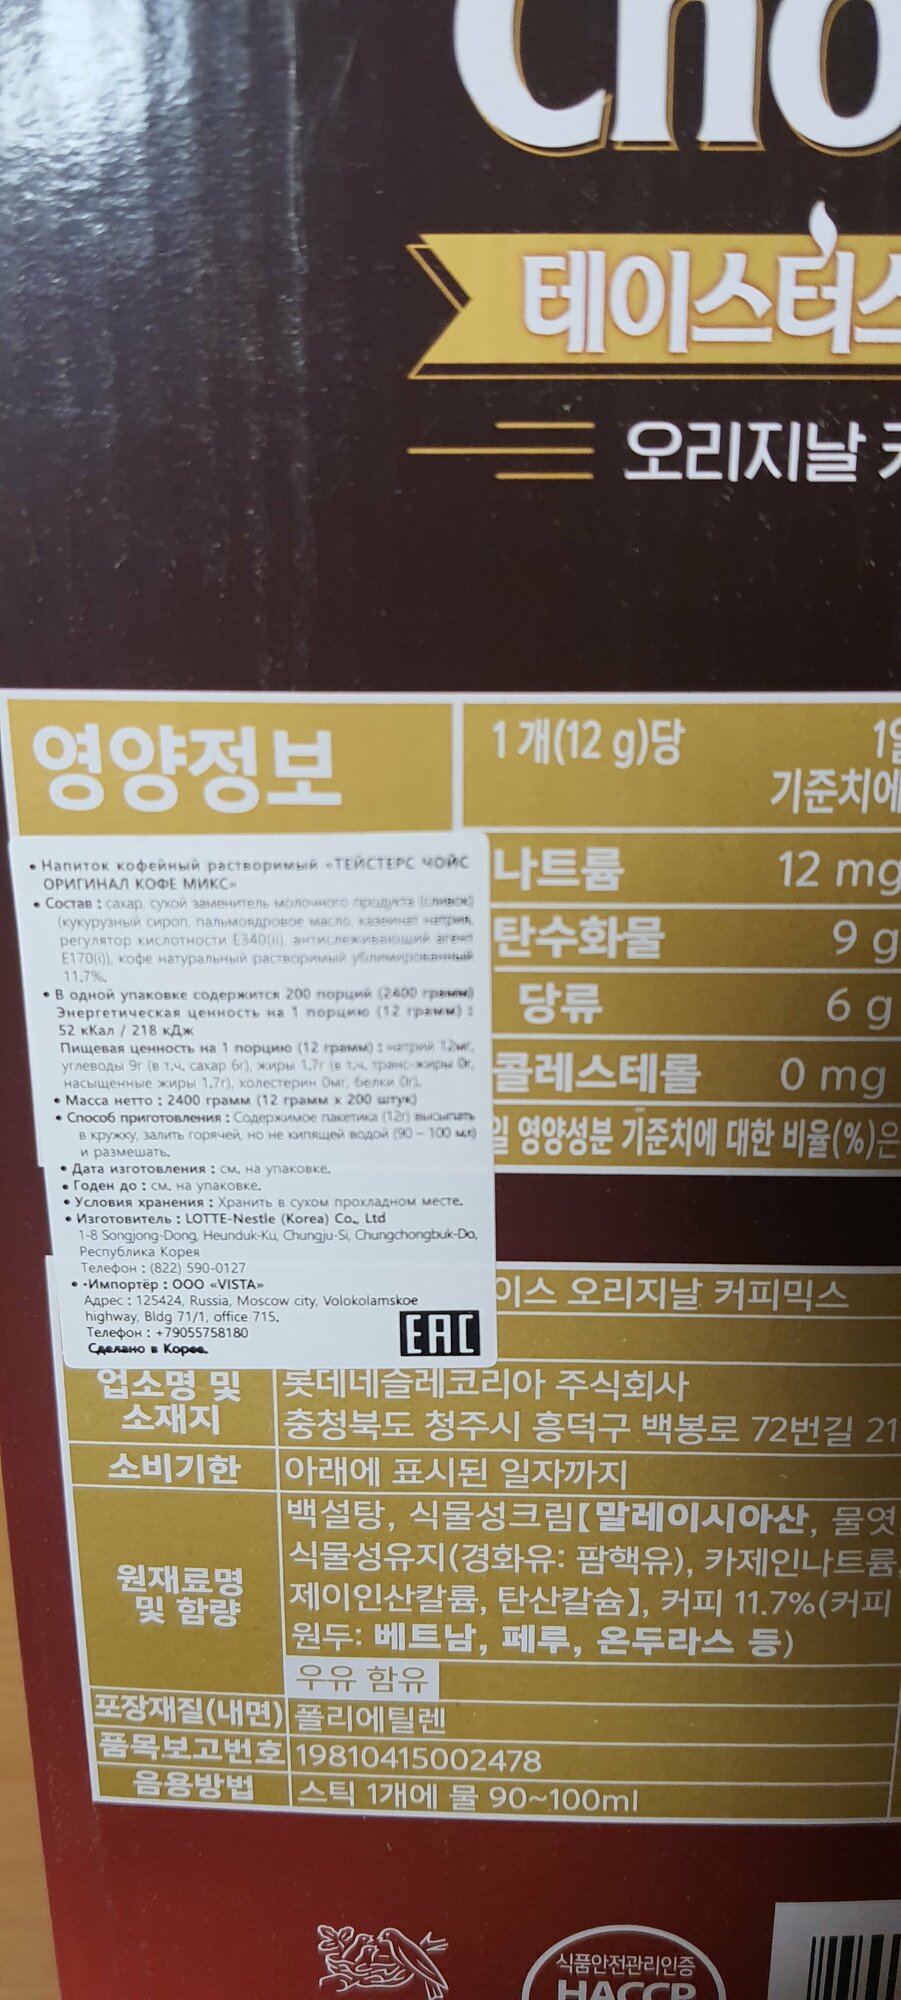 Cho
테이스터스
오리지날 커
영양정보
1개(12 g)당
1일
기준치에
나트륨 12 mg
탄수화물 9 g
당류 6 g
콜레스테롤 0 mg
일 영양성분 기준치에 대한 비율(%)은
• Напиток кофейный растворимый «ТЕЙСТЕРС ЧОЙС
ОРИГИНАЛ КОФЕ МИКС»
• Состав : сахар, сухой заменитель молочного продукта (сливок)
(кукурузный сироп, пальмоядровое масло, казеинат натрия,
регулятор кислотности E340(ii), антислеживающий агент
E170(i)), кофе натуральный растворимый сублимированный
11.7%.
• В одной упаковке содержится 200 порций (2400 грамм)
Энергетическая ценность на 1 порцию (12 грамм) :
52 кКал / 218 кДж
Пищевая ценность на 1 порцию (12 грамм) : натрий 12мг,
углеводы 9г (в т.ч. сахар 6г), жиры 1,7г (в т.ч. транс-жиры 0г,
насыщенные жиры 1,7г), холестерин 0мг, белки 0г).
• Масса нетто : 2400 грамм (12 грамм x 200 штук)
• Способ приготовления : Содержимое пакетика (12г) высыпать
в кружку, залить горячей, но не кипящей водой (90 – 100 мл)
и размешать.
• Дата изготовления : см. на упаковке.
• Годен до : см. на упаковке.
• Условия хранения : Хранить в сухом прохладном месте.
• Изготовитель : LOTTE-Nestle (Korea) Co., Ltd
1-8 Songjong-Dong, Heunduk-Ku, Chungju-Si, Chungchongbuk-Do,
Республика Корея
Телефон : (822) 590-0127
• •Импортёр : ООО «VISTA»
Адрес : 125424, Russia, Moscow city, Volokolamskoe
highway, Bldg 71/1, office 715.
Телефон : +79055758180
Сделано в Корее.
EAC
이스 오리지날 커피믹스
업소명 및
소재지
롯데네슬레코리아 주식회사
충청북도 청주시 흥덕구 백봉로 72번길 21
소비기한 아래에 표시된 일자까지
원재료명
및 함량
백설탕, 식물성크림【말레이시아산, 물엿
식물성유지(경화유: 팜핵유), 카제인나트륨,
제이인산칼륨, 탄산칼슘】, 커피 11.7%(커피
원두: 베트남, 페루, 온두라스 등)
우유 함유
포장재질(내면) 폴리에틸렌
품목보고번호 19810415002478
음용방법 스틱 1개에 물 90~100ml
식품안전관리인증
HACCP